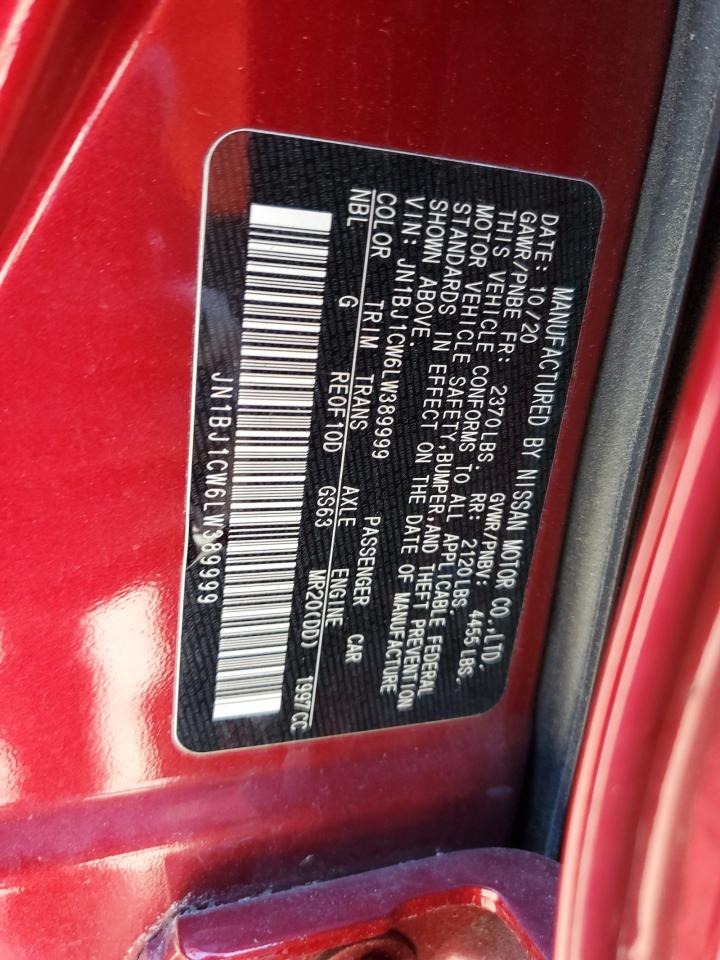 MANUFACTURED BY NISSAN MOTOR CO.,LTD.
DATE: 10/20 GVWR/PNBV: 4455 LBS.
GAWR/PNBE FR: 2370LBS. RR: 2120LBS.
THIS VEHICLE CONFORMS TO ALL APPLICABLE FEDERAL
MOTOR VEHICLE SAFETY,BUMPER,AND THEFT PREVENTION
STANDARDS IN EFFECT ON THE DATE OF MANUFACTURE
SHOWN ABOVE.
VIN: JN1BJ1CW6LW389999 PASSENGER CAR
COLOR TRIM TRANS AXLE ENGINE
NBL G RE0F10D GS63 MR20(DD) 1997CC
JN1BJ1CW6LW389999